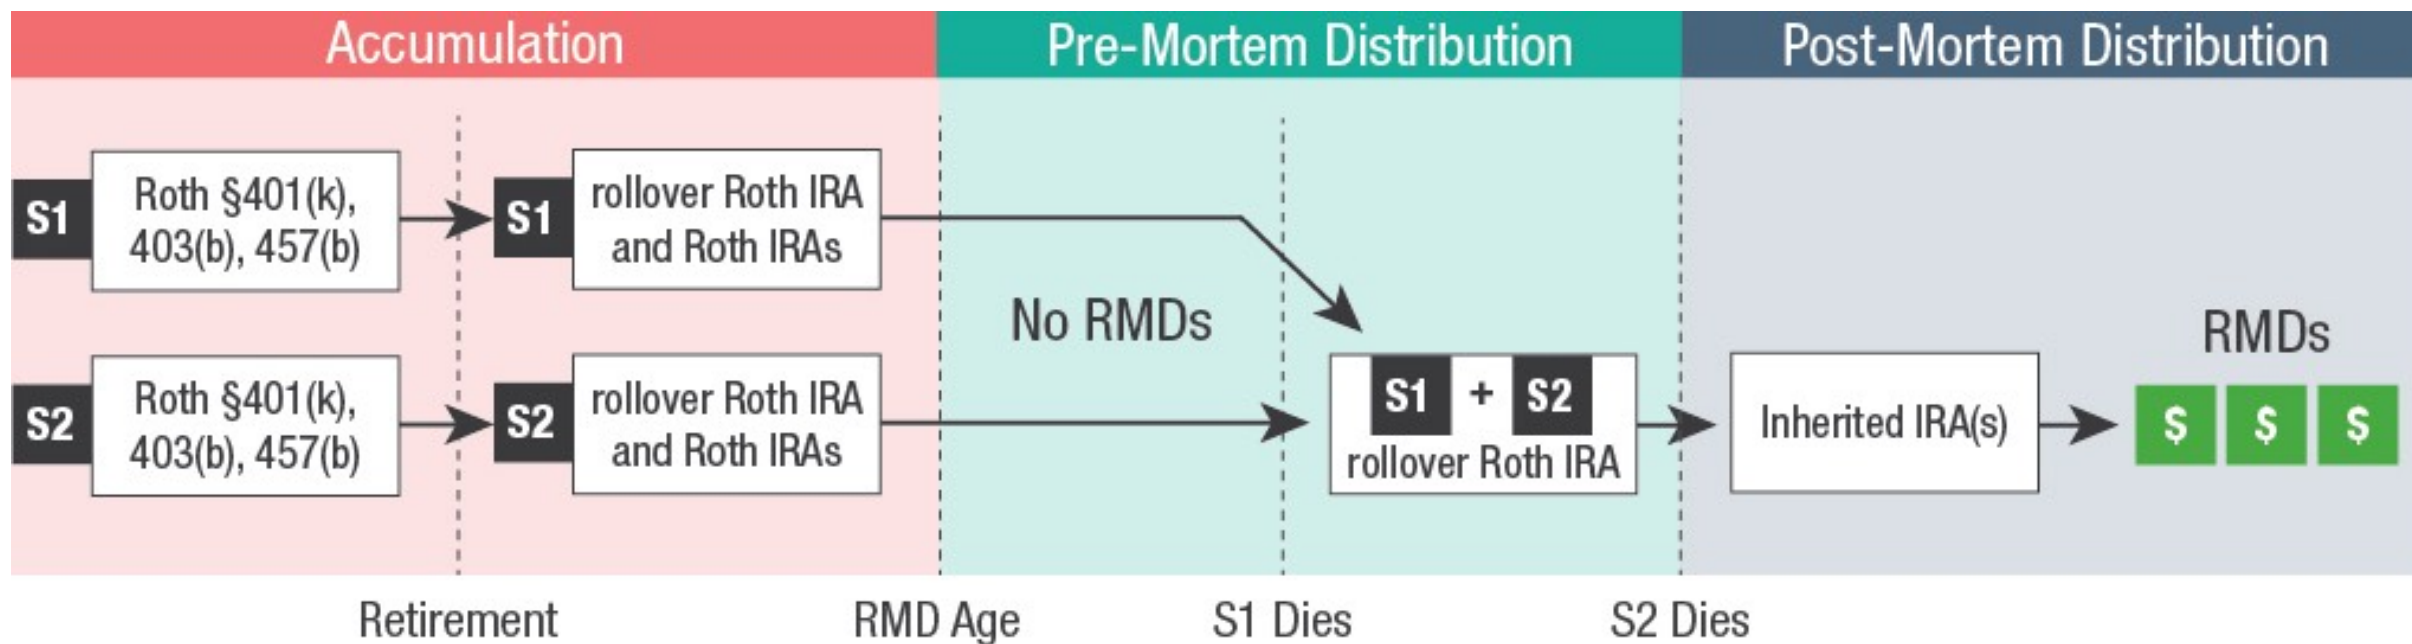 Accumulation
Pre-Mortem Distribution
Post-Mortem Distribution
S1
Roth §401(k),
403(b), 457(b)
S1
rollover Roth IRA
and Roth IRAs
No RMDs
S2
Roth §401(k),
403(b), 457(b)
S2
rollover Roth IRA
and Roth IRAs
S1 + S2
rollover Roth IRA
Inherited IRA(s)
RMDs
$ $ $
Retirement
RMD Age
S1 Dies
S2 Dies